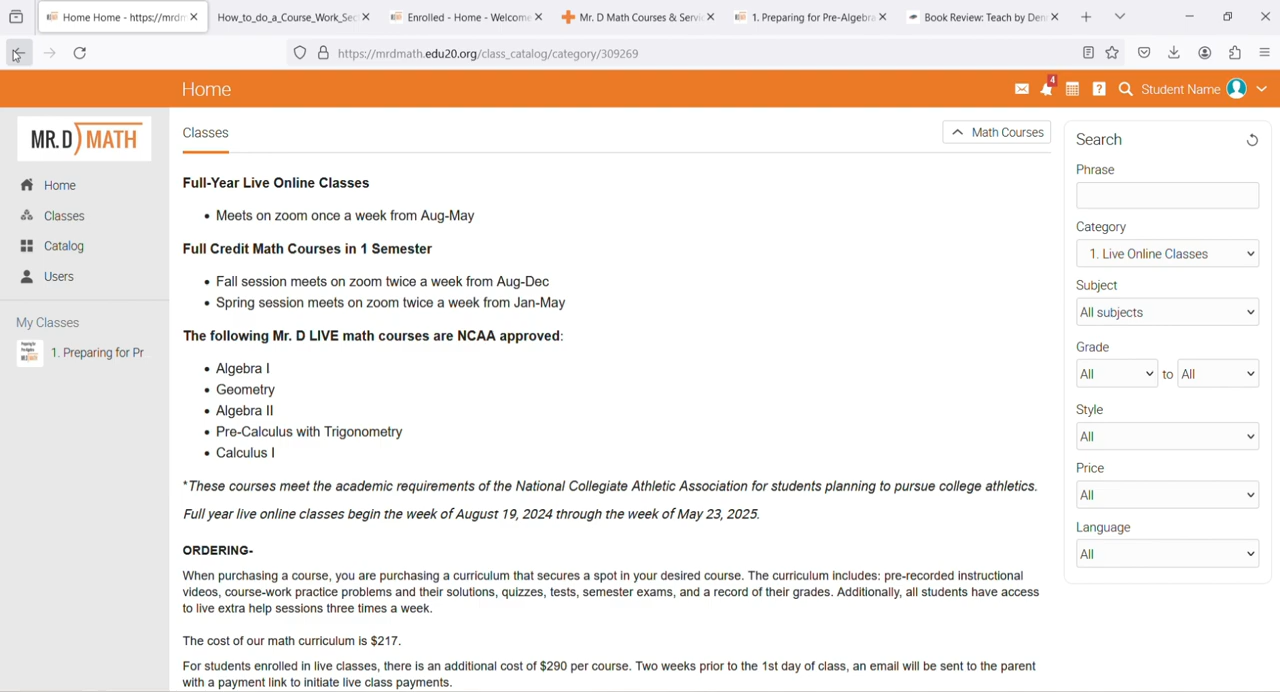 Home Home - https://mrdn
How_to_do_a_Course_Work_Sec
Enrolled - Home - Welcome
Mr. D Math Courses & Servic
1. Preparing for Pre-Algebra
Book Review: Teach by Den
https://mrdmath.edu20.org/class_catalog/category/309269
Home
4
?
Student Name
MR. D MATH
Home
Classes
Catalog
Users
My Classes
1. Preparing for Pr
Classes
Math Courses
Full-Year Live Online Classes
• Meets on zoom once a week from Aug-May
Full Credit Math Courses in 1 Semester
• Fall session meets on zoom twice a week from Aug-Dec
• Spring session meets on zoom twice a week from Jan-May
The following Mr. D LIVE math courses are NCAA approved:
• Algebra I
• Geometry
• Algebra II
• Pre-Calculus with Trigonometry
• Calculus I
*These courses meet the academic requirements of the National Collegiate Athletic Association for students planning to pursue college athletics.
Full year live online classes begin the week of August 19, 2024 through the week of May 23, 2025.
ORDERING-
When purchasing a course, you are purchasing a curriculum that secures a spot in your desired course. The curriculum includes: pre-recorded instructional
videos, course-work practice problems and their solutions, quizzes, tests, semester exams, and a record of their grades. Additionally, all students have access
to live extra help sessions three times a week.
The cost of our math curriculum is $217.
For students enrolled in live classes, there is an additional cost of $290 per course. Two weeks prior to the 1st day of class, an email will be sent to the parent
with a payment link to initiate live class payments.
Search
Phrase
Category
1. Live Online Classes
Subject
All subjects
Grade
All to All
Style
All
Price
All
Language
All